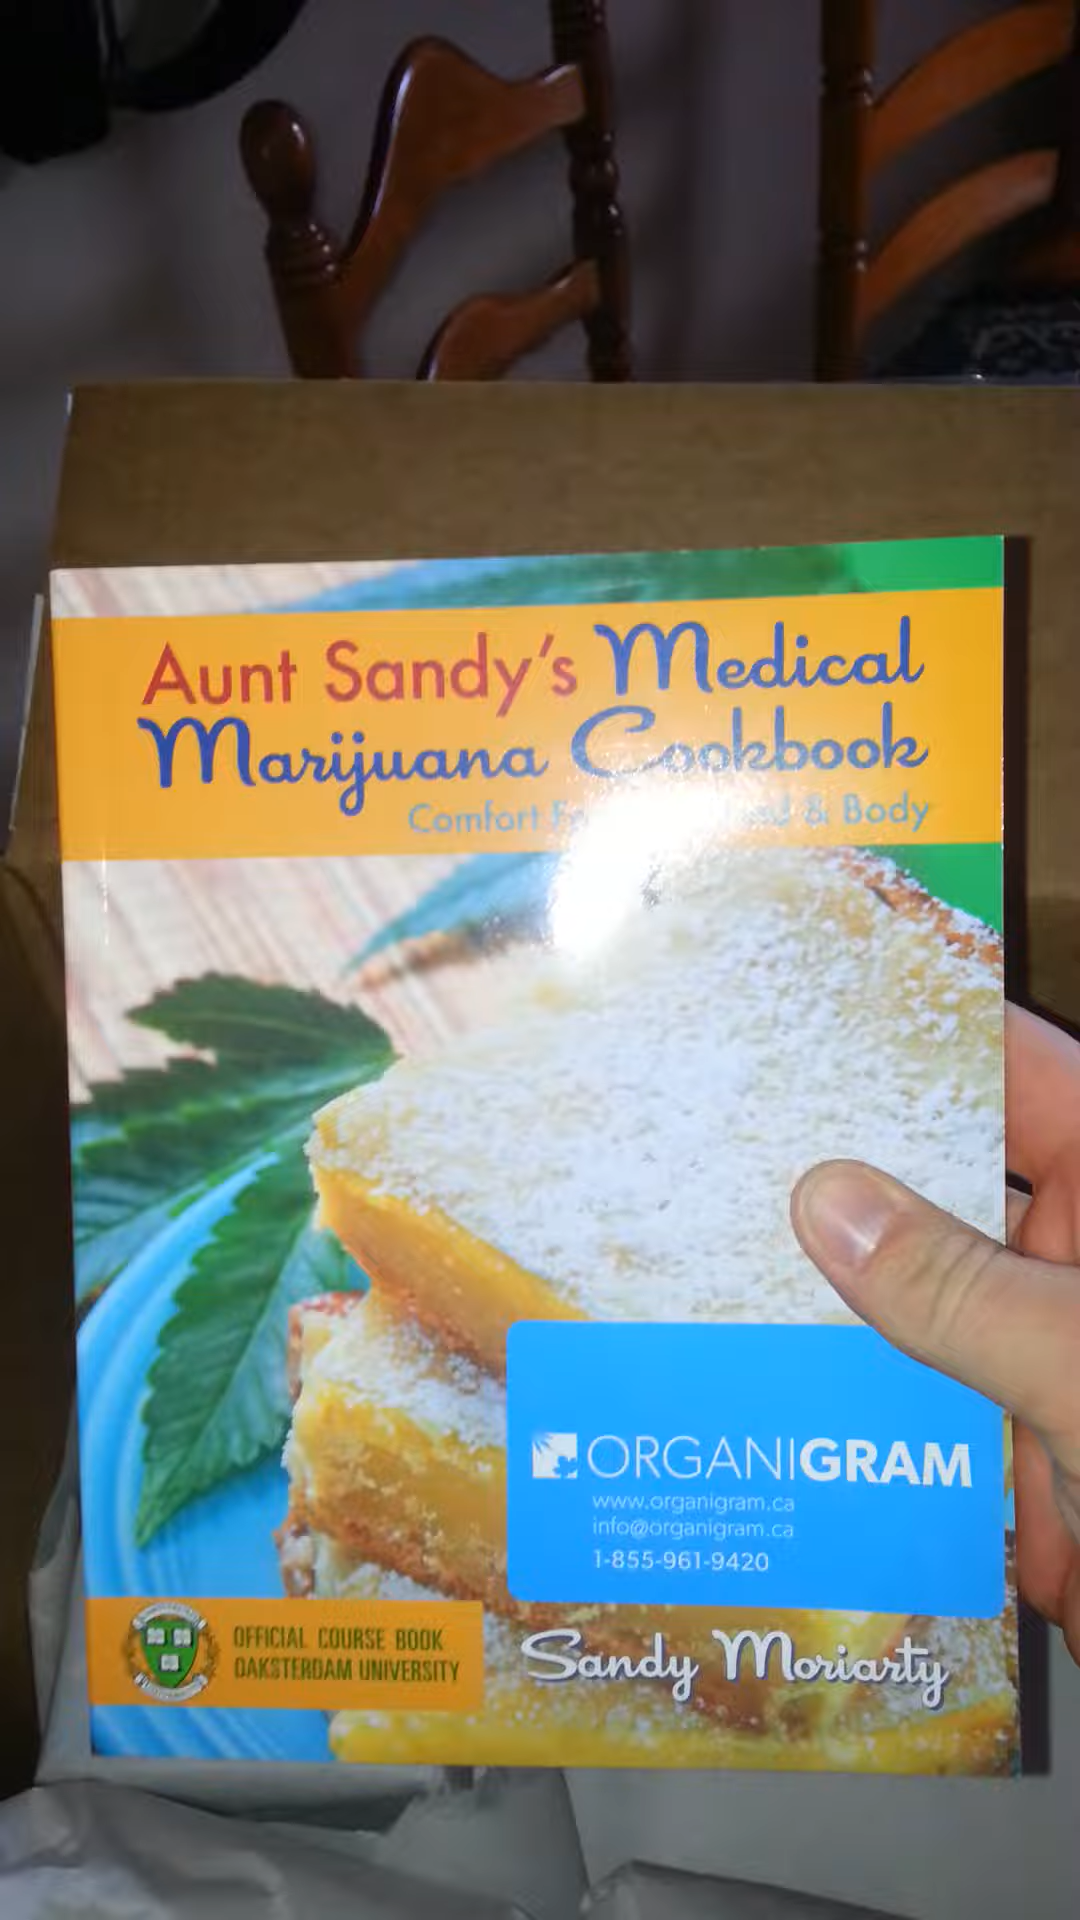 Aunt Sandy's Medical
Marijuana Cookbook
Comfort & Body
ORGANIGRAM
www.organigram.ca
info@organigram.ca
1-855-961-9420
OFFICIAL COURSE BOOK
OAKSTERDAM UNIVERSITY
Sandy Moriarty